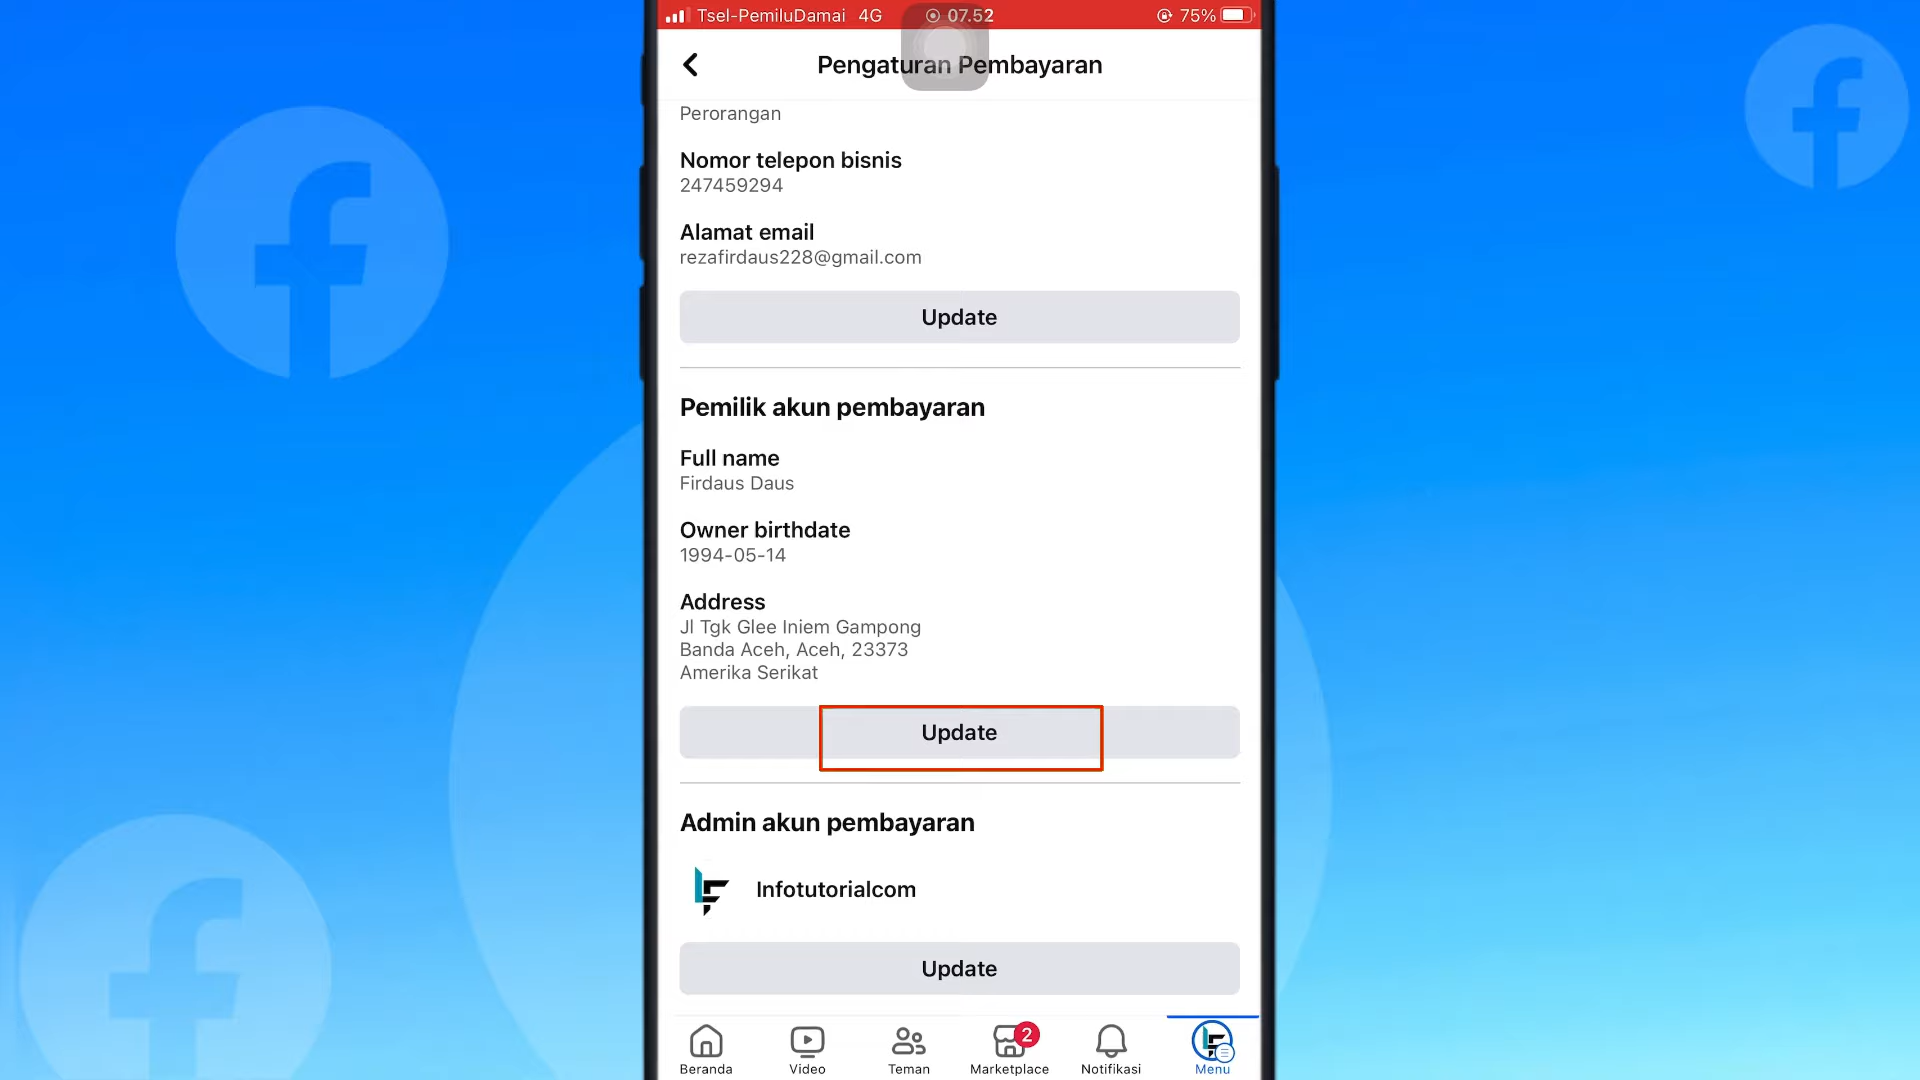 Tsel-PemiluDamai 4G 07.52 75%
Pengaturan Pembayaran
Perorangan
Nomor telepon bisnis
247459294
Alamat email
rezafirdaus228@gmail.com
Update
Pemilik akun pembayaran
Full name
Firdaus Daus
Owner birthdate
1994-05-14
Address
Jl Tgk Glee Iniem Gampong
Banda Aceh, Aceh, 23373
Amerika Serikat
Update
Admin akun pembayaran
Infotutorialcom
Update
2
Beranda Video Teman Marketplace Notifikasi Menu